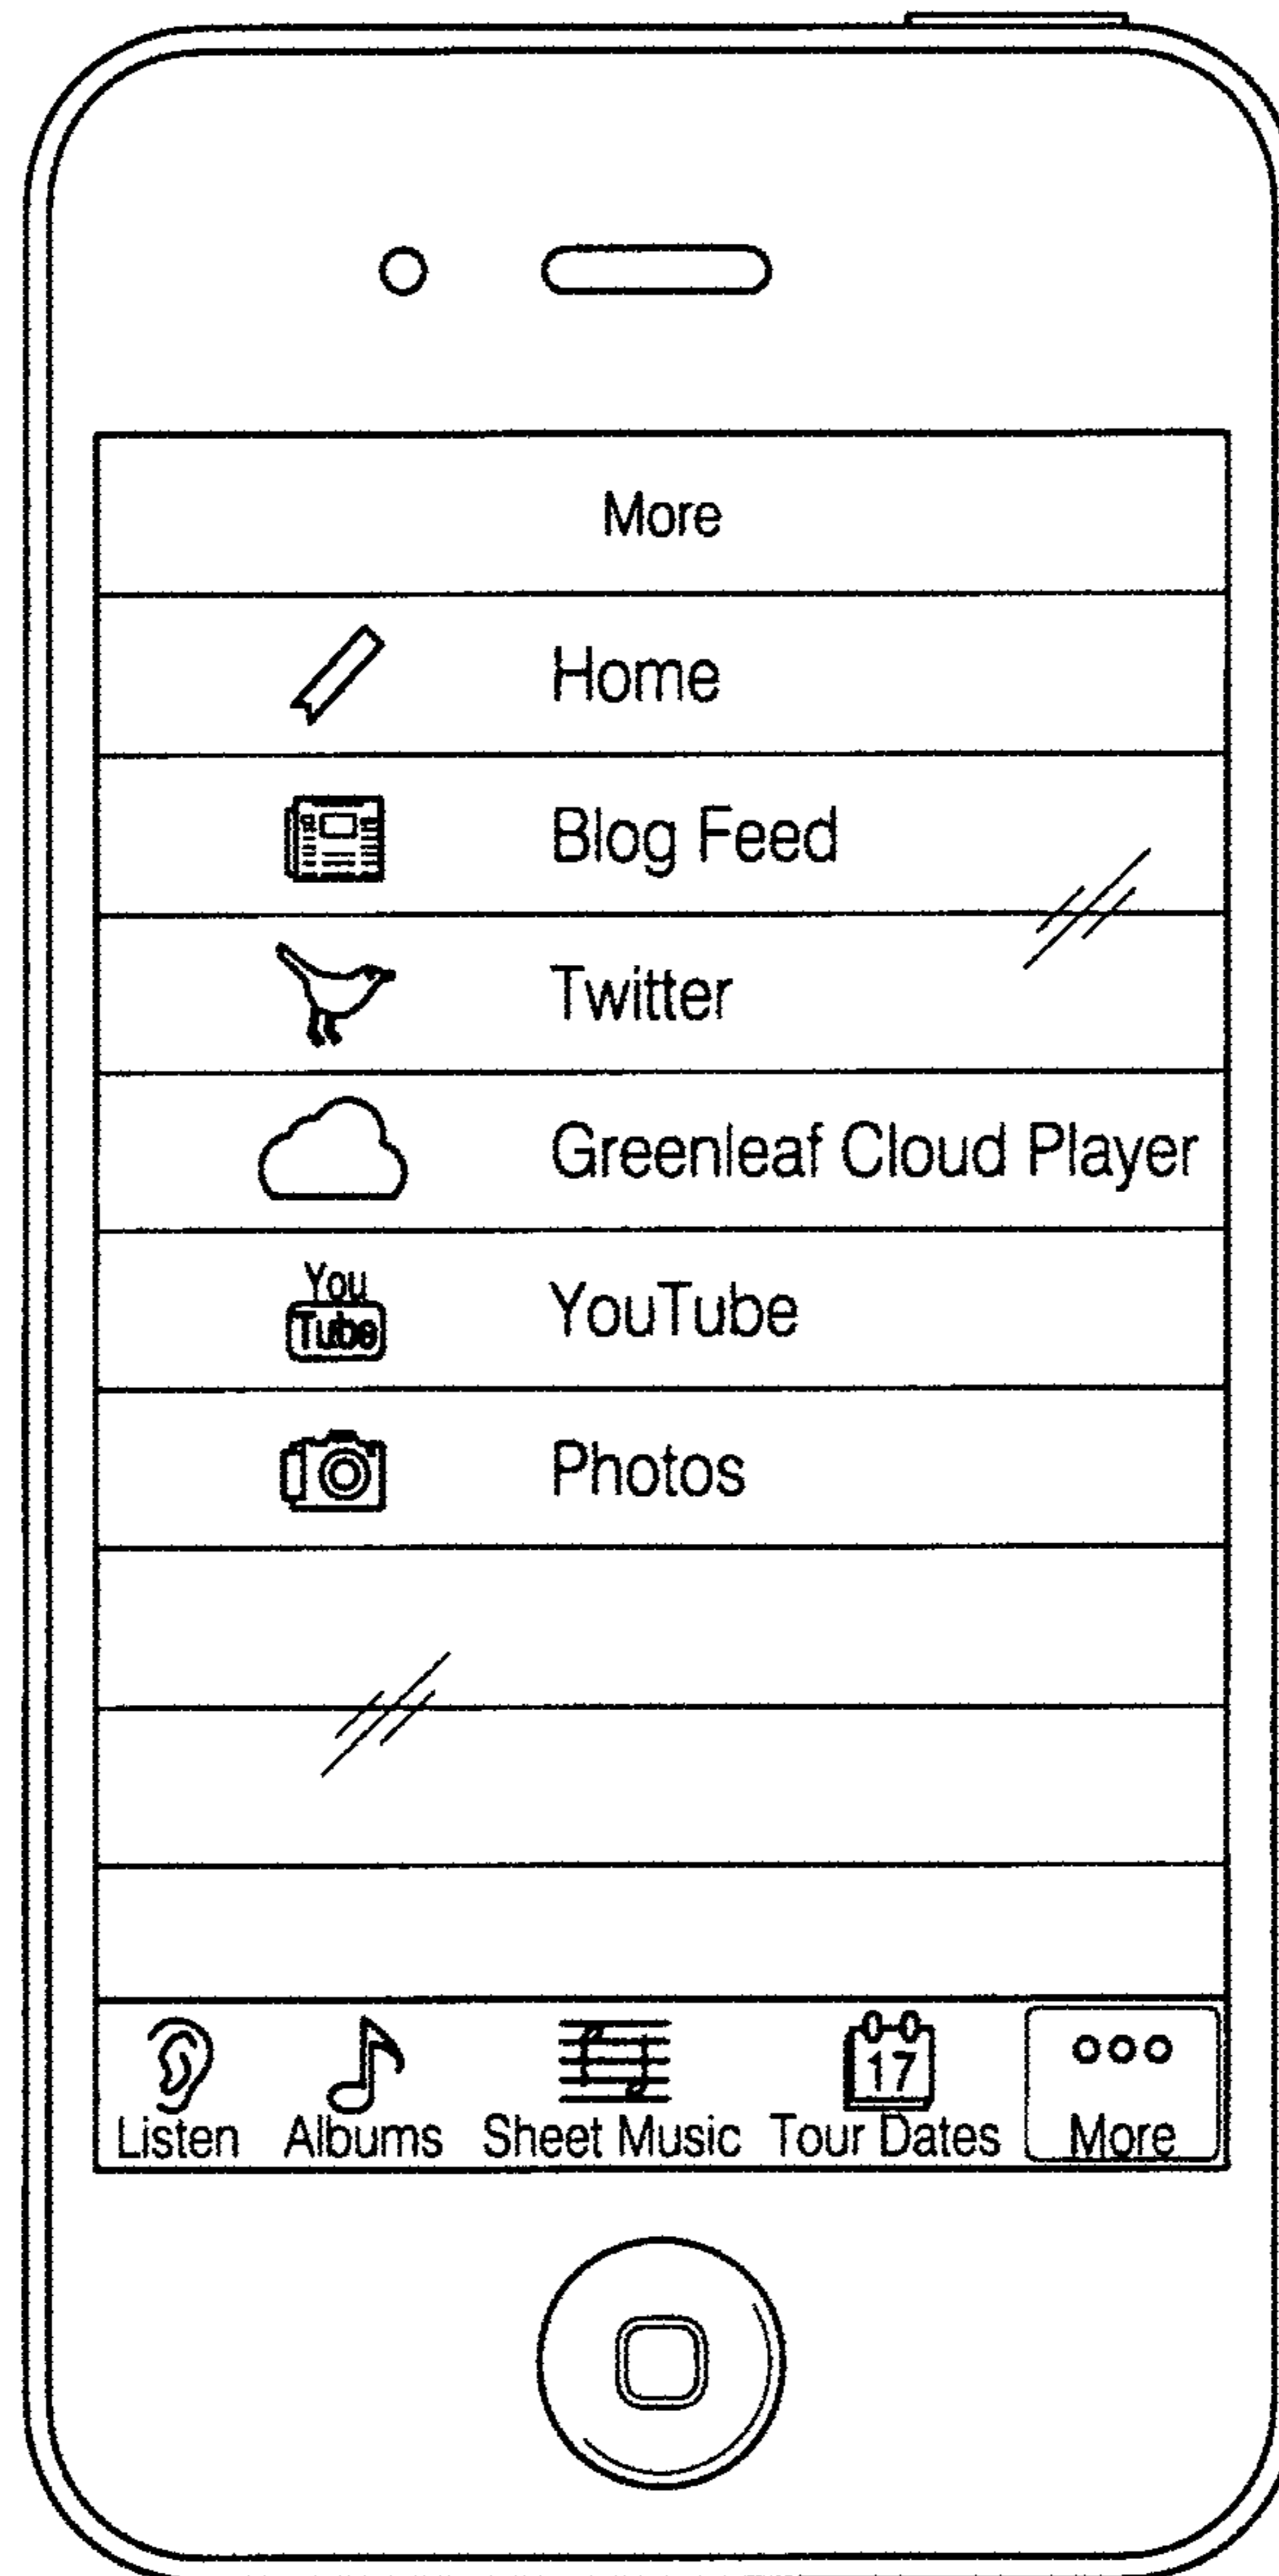 More
Home
Blog Feed
Twitter
Greenleaf Cloud Player
You
Tube
YouTube
Photos
17
Listen Albums Sheet Music Tour Dates More